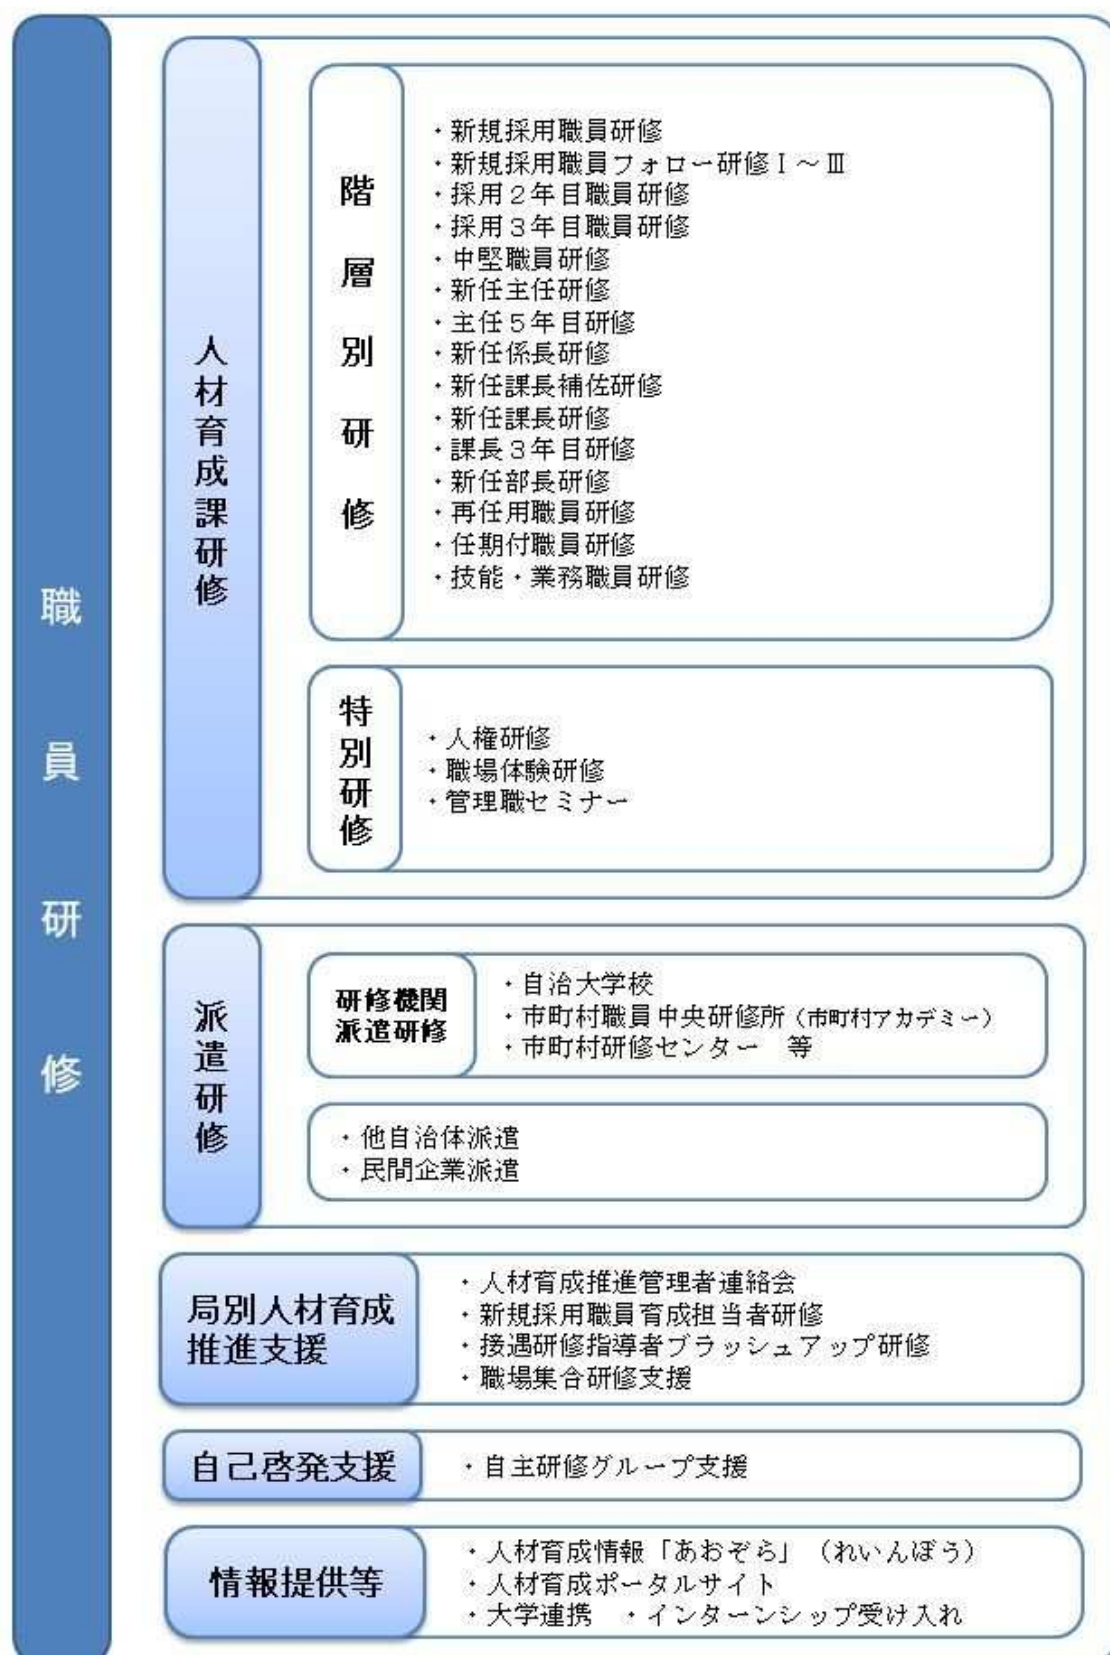 職員研修
人材育成課研修
階層別研修
・新規採用職員研修
・新規採用職員フォロー研修Ⅰ～Ⅲ
・採用２年目職員研修
・採用３年目職員研修
・中堅職員研修
・新任主任研修
・主任５年目研修
・新任係長研修
・新任課長補佐研修
・新任課長研修
・課長３年目研修
・新任部長研修
・再任用職員研修
・任期付職員研修
・技能・業務職員研修
特別研修
・人権研修
・職場体験研修
・管理職セミナー
派遣研修
研修機関
派遣研修
・自治大学校
・市町村職員中央研修所（市町村アカデミー）
・市町村研修センター　等
・他自治体派遣
・民間企業派遣
局別人材育成
推進支援
・人材育成推進管理者連絡会
・新規採用職員育成担当者研修
・接遇研修指導者ブラッシュアップ研修
・職場集合研修支援
自己啓発支援
・自主研修グループ支援
情報提供等
・人材育成情報「あおぞら」（れいんぼう）
・人材育成ポータルサイト
・大学連携　・インターンシップ受け入れ